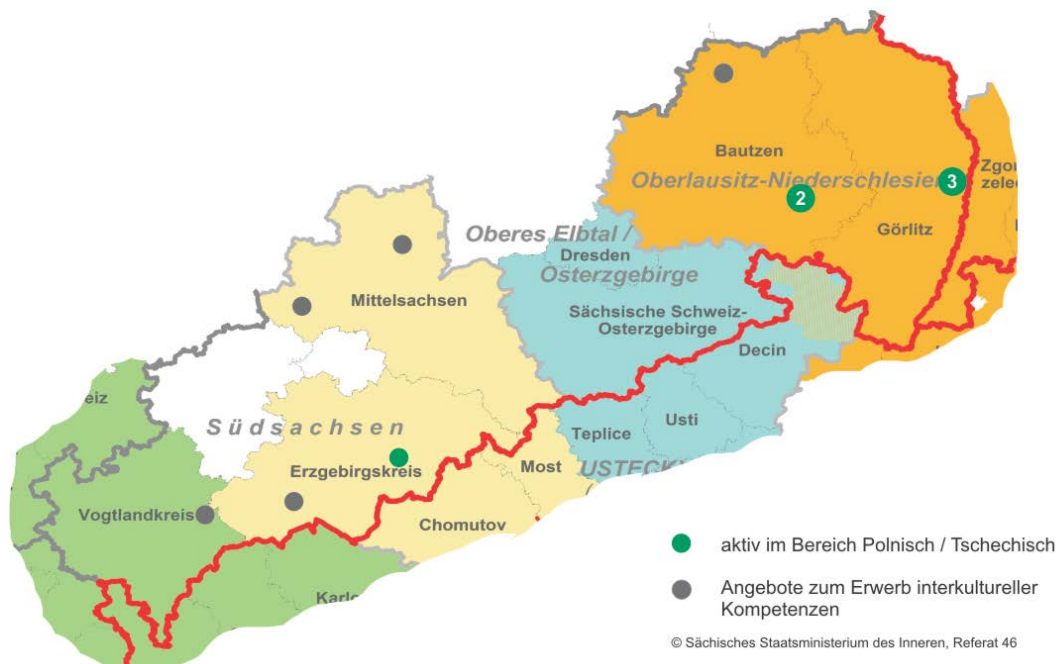 Bautzen
Oberlausitz-Niederschlesien
2
3
Görlitz
Oberes Elbtal /
Dresden
Osterzgebirge
Mittelsachsen
Sächsische Schweiz-
Osterzgebirge
Decin
Südsachsen
Teplice
Usti
Erzgebirgskreis
Most
Vogtlandkreis
Chomutov
aktiv im Bereich Polnisch / Tschechisch
Angebote zum Erwerb interkultureller
Kompetenzen
© Sächsisches Staatsministerium des Inneren, Referat 46